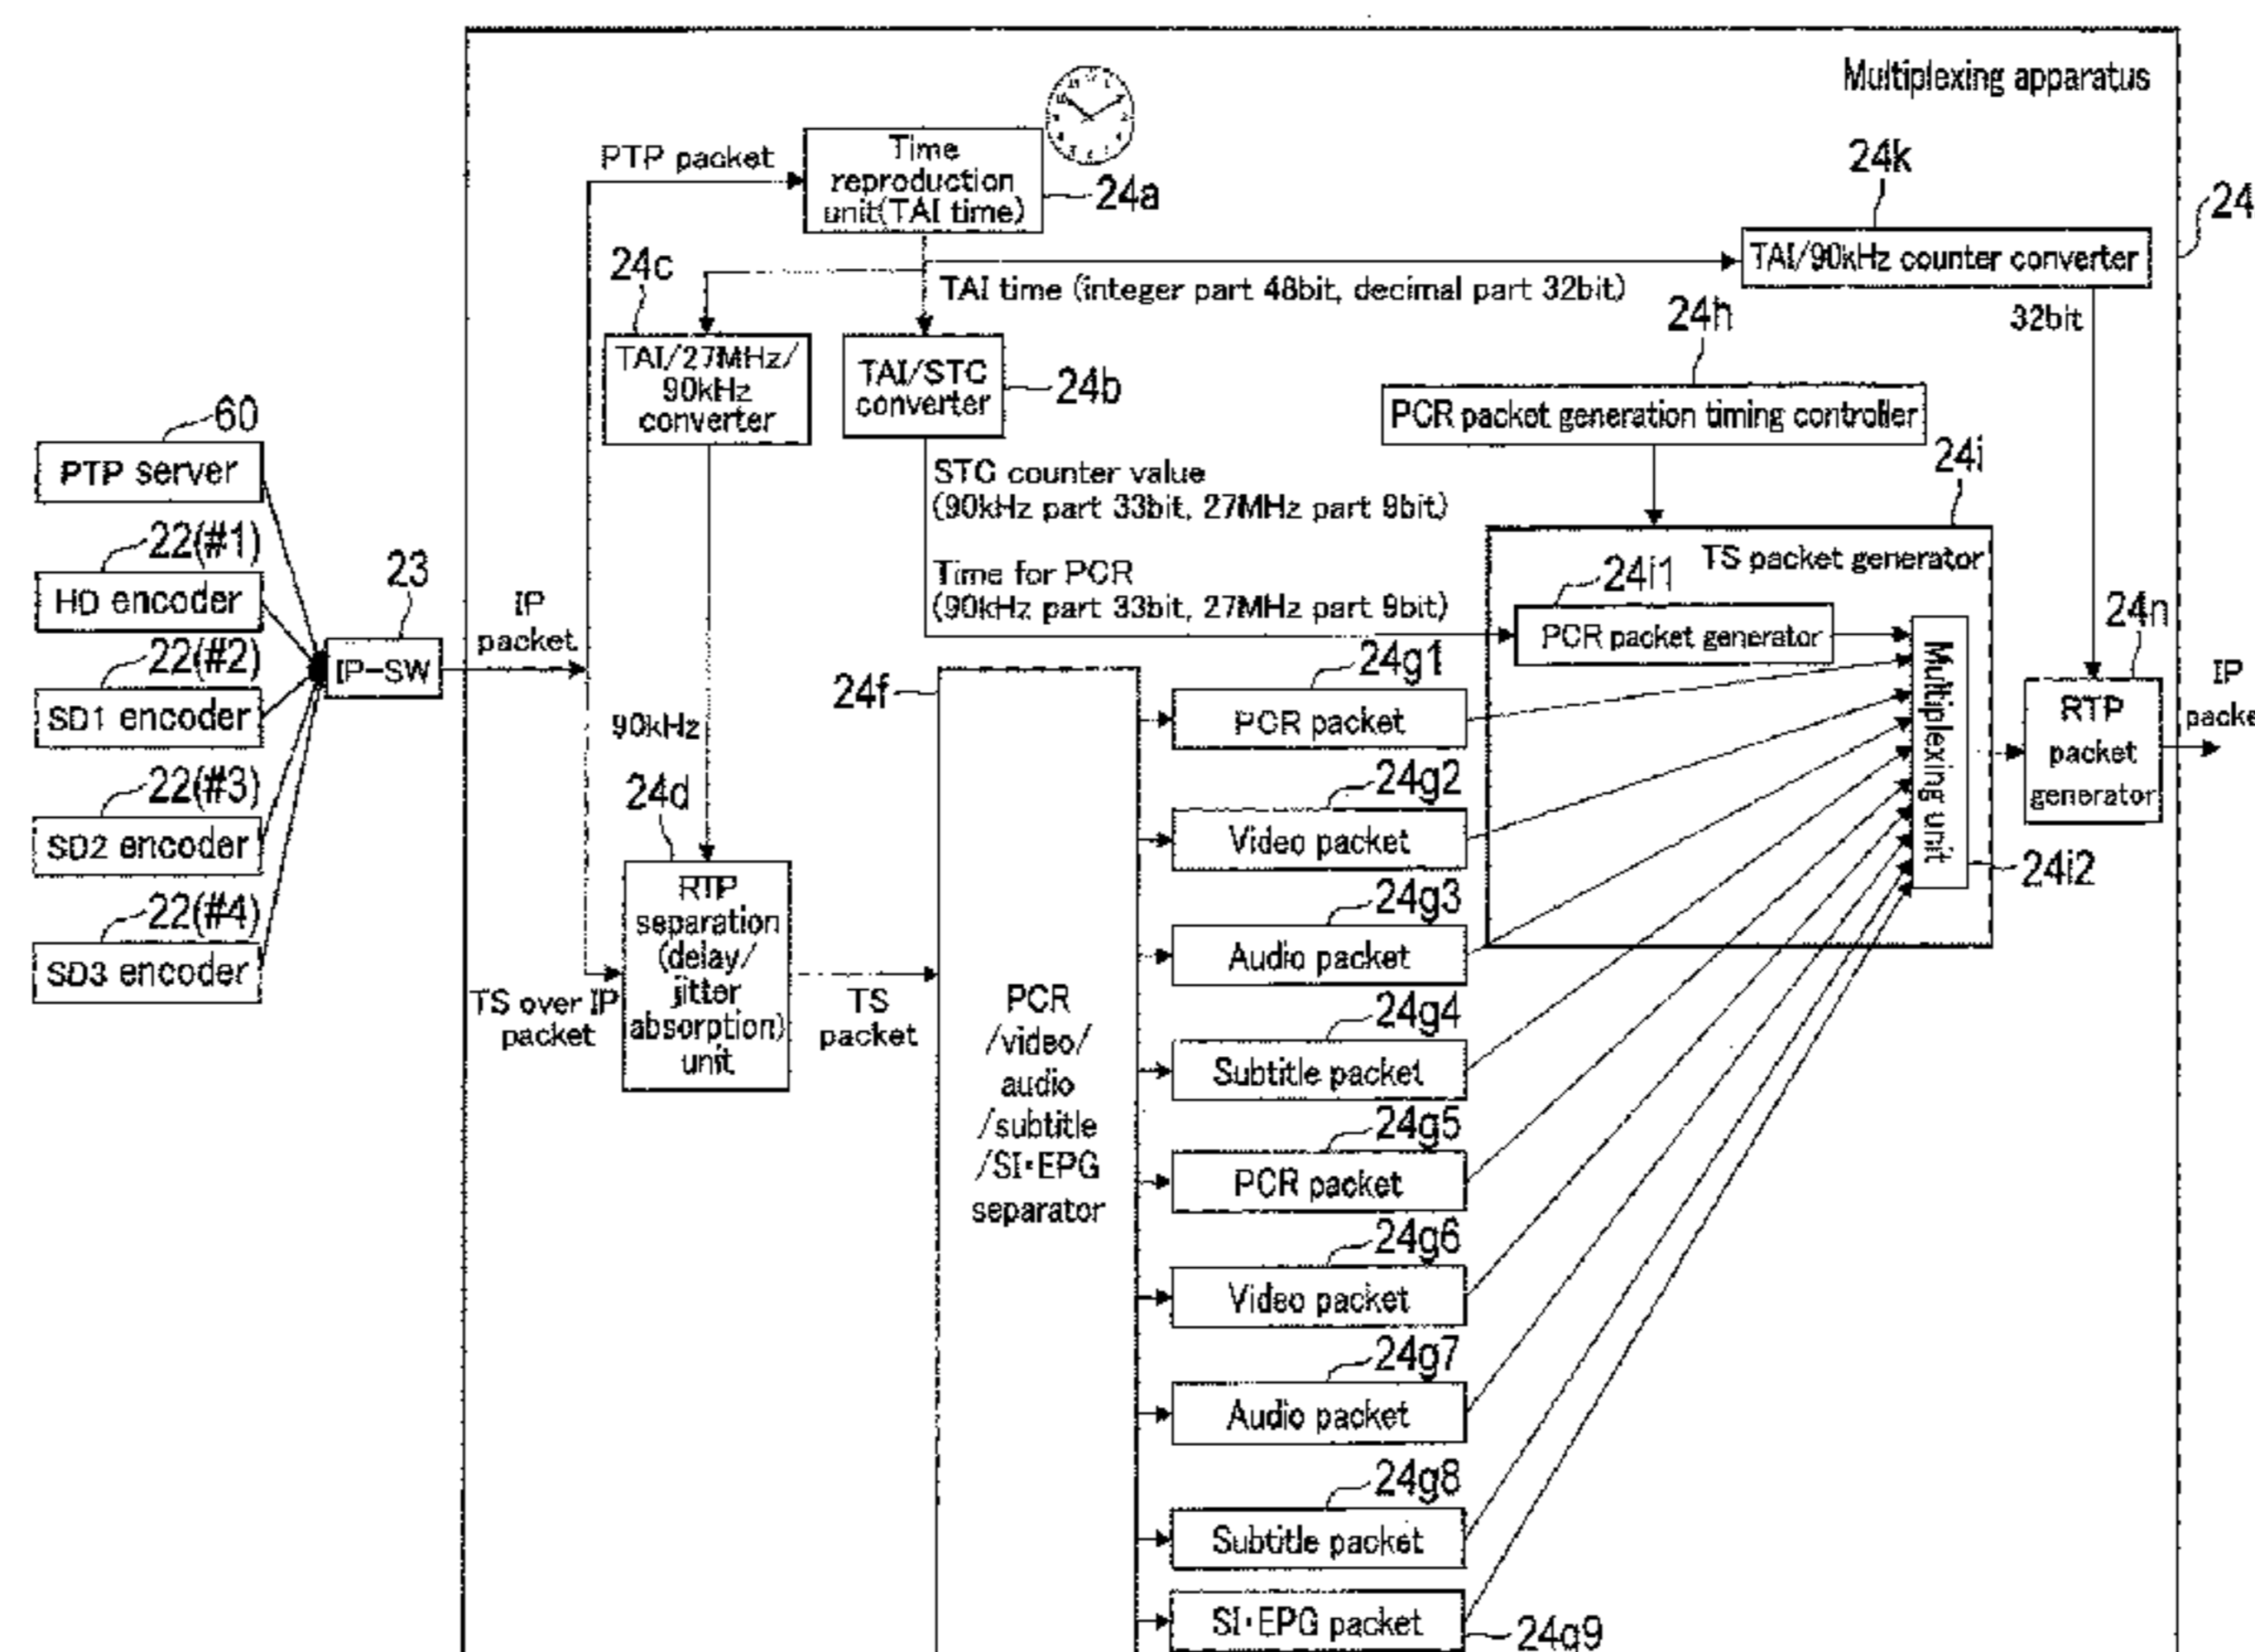 Multiplexing apparatus
PTP packet
Time
reproduction
unit(TAI time)
24a
24k
24
TAI/90kHz counter converter
32bit
24c
TAI time (integer part 48bit, decimal part 32bit)
TAI/27MHz/
90kHz
converter
TAI/STC
converter
24b
24h
PCR packet generation timing controller
60
PTP server
22(#1)
HD encoder
22(#2)
SD1 encoder
22(#3)
SD2 encoder
22(#4)
SD3 encoder
23
IP-SW
IP
packet
STC counter value
(90kHz part 33bit, 27MHz part 9bit)
Time for PCR
(90kHz part 33bit, 27MHz part 9bit)
24i
TS packet generator
24i1
PCR packet generator
Multiplexing unit
24i2
24n
RTP
packet
generator
IP
packe
90kHz
24d
RTP
separation
(delay/
jitter
absorption)
unit
TS over IP
packet
TS
packet
24f
PCR
/video/
audio
/subtitle
/SI·EPG
separator
24g1
PCR packet
24g2
Video packet
24g3
Audio packet
24g4
Subtitle packet
24g5
PCR packet
24g6
Video packet
24g7
Audio packet
24g8
Subtitle packet
SI·EPG packet
24g9